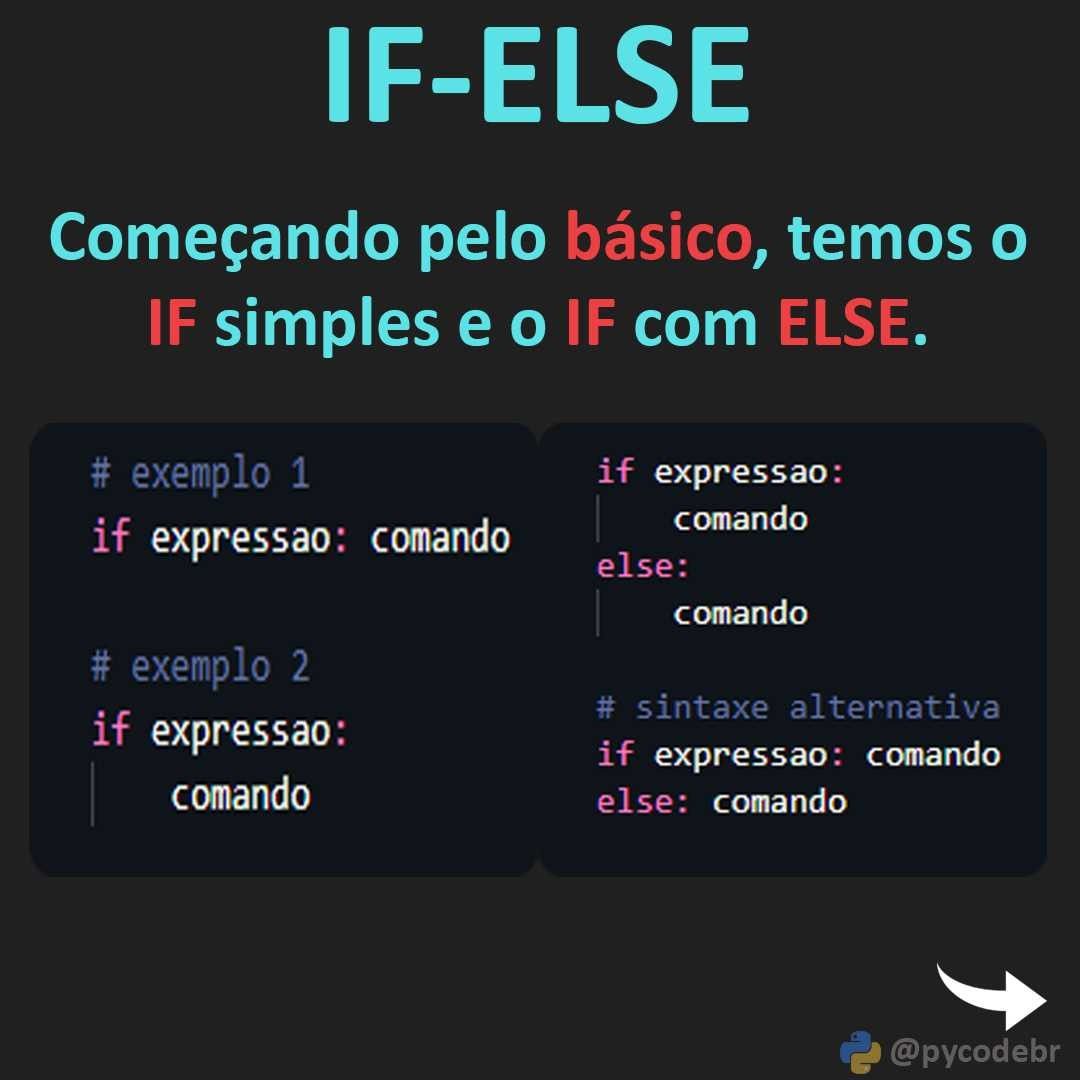 IF-ELSE
Começando pelo básico, temos o
IF simples e o IF com ELSE.
# exemplo 1
if expressao: comando
# exemplo 2
if expressao:
comando
if expressao:
comando
else:
comando
# sintaxe alternativa
if expressao: comando
else: comando
@pycodebr